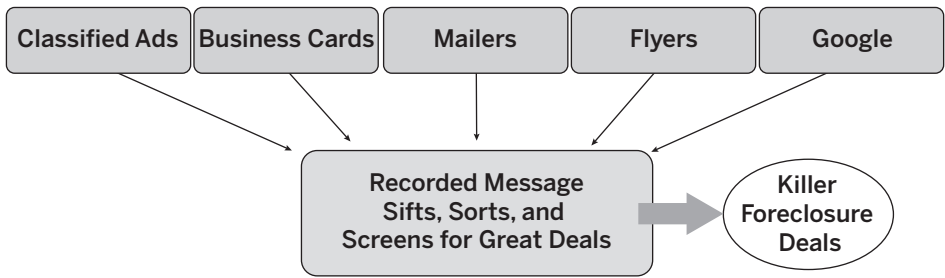 Classified Ads
Business Cards
Mailers
Flyers
Google
Recorded Message
Sifts, Sorts, and
Screens for Great Deals
Killer
Foreclosure
Deals